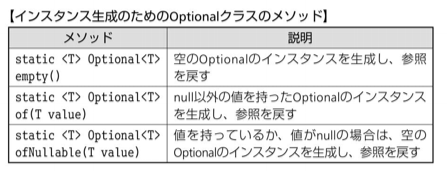 【インスタンス生成のためのOptionalクラスのメソッド】
メソッド 説明
static <T> Optional<T> empty()
空のOptionalのインスタンスを生成し、参照
を戻す
static <T> Optional<T> of(T value)
null以外の値を持ったOptionalのインスタンス
を生成し、参照を戻す
static <T> Optional<T> ofNullable(T value)
値を持っているか、値がnullの場合は、空の
Optionalのインスタンスを生成し、参照を戻す